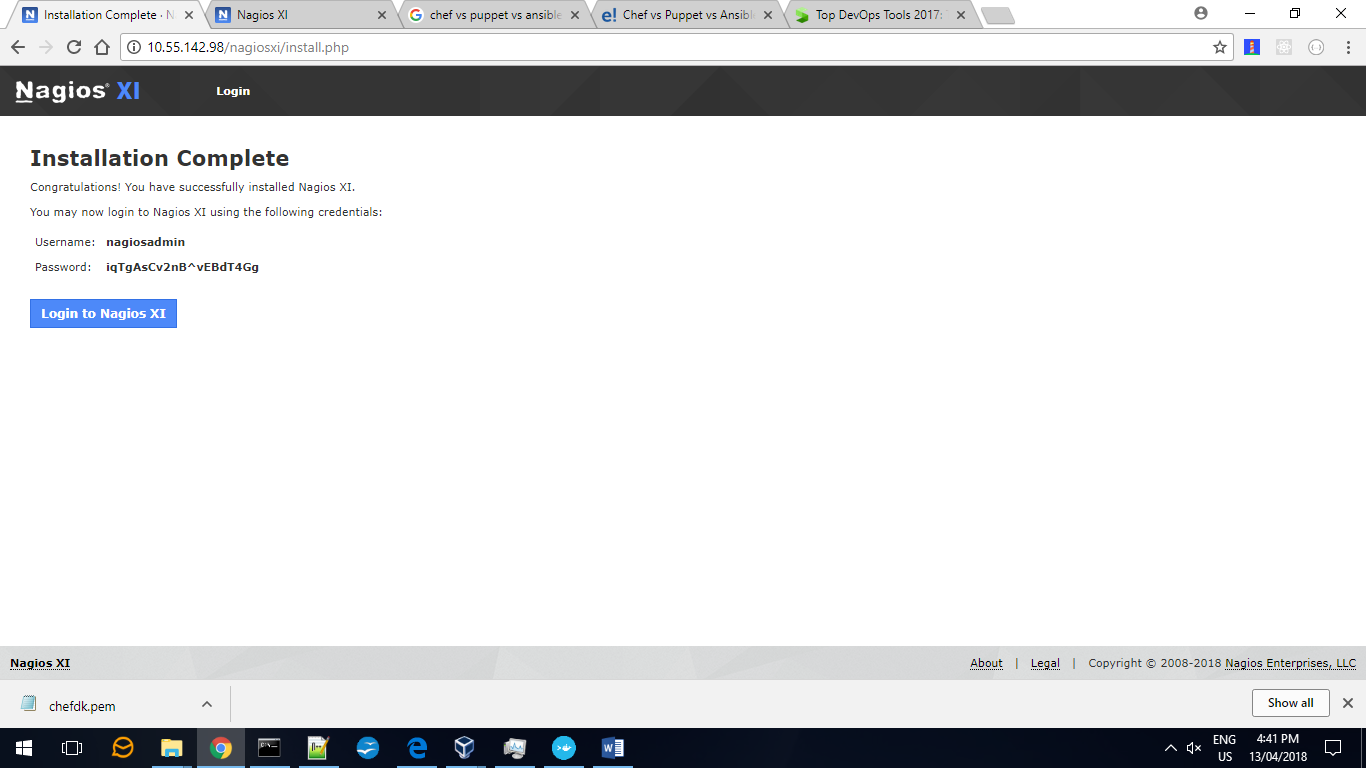 Installation Complete · N
Nagios XI
chef vs puppet vs ansible
Chef vs Puppet vs Ansibl
Top DevOps Tools 2017:
10.55.142.98/nagiosxi/install.php
Nagios® XI
Login
Installation Complete
Congratulations! You have successfully installed Nagios XI.
You may now login to Nagios XI using the following credentials:
Username: nagiosadmin
Password: iqTgAsCv2nB^vEBdT4Gg
Login to Nagios XI
Nagios XI
About | Legal | Copyright © 2008-2018 Nagios Enterprises, LLC
chefdk.pem
Show all
ENG
US
4:41 PM
13/04/2018